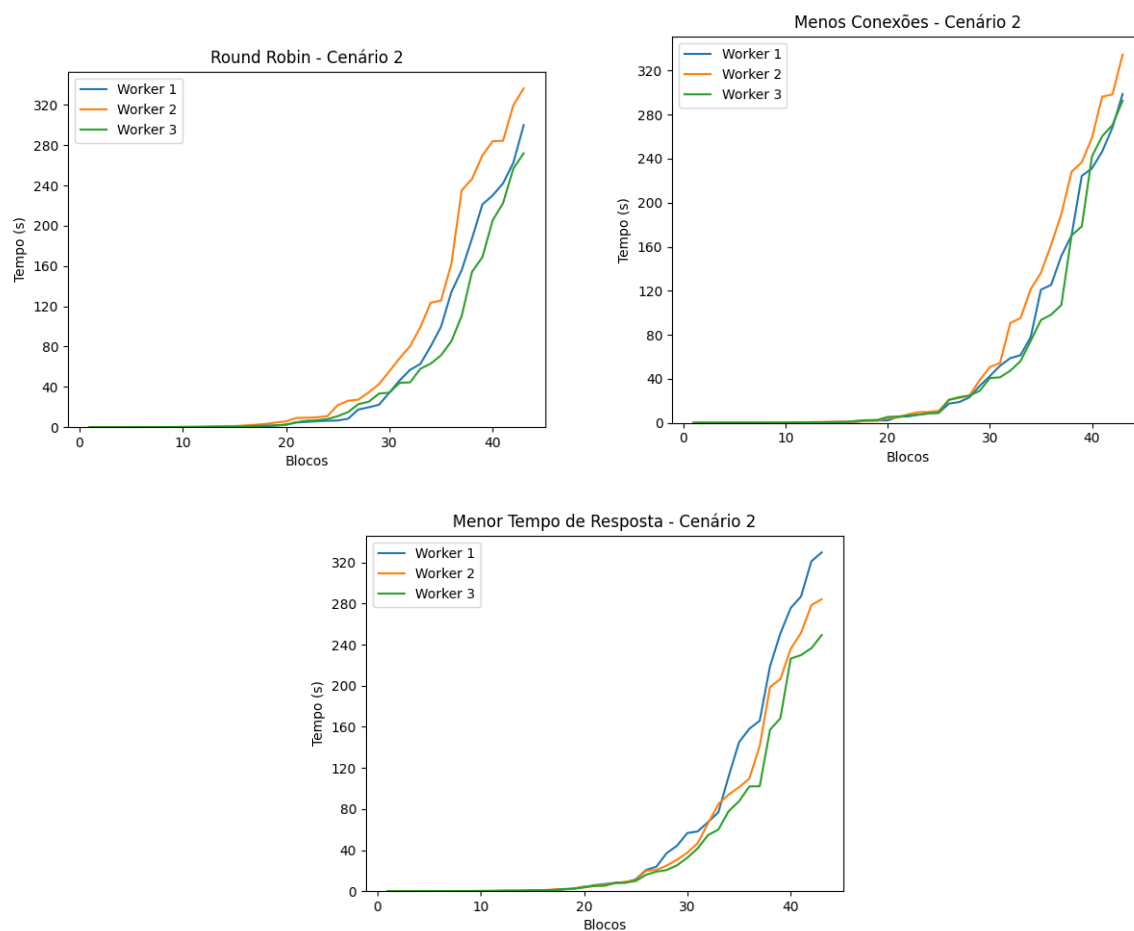 Round Robin - Cenário 2
Worker 1
Worker 2
Worker 3
320
280
240
200
160
120
80
40
0
Tempo (s)
0 10 20 30 40
Blocos
Menos Conexões - Cenário 2
Worker 1
Worker 2
Worker 3
320
280
240
200
160
120
80
40
0
Tempo (s)
0 10 20 30 40
Blocos
Menor Tempo de Resposta - Cenário 2
Worker 1
Worker 2
Worker 3
320
280
240
200
160
120
80
40
0
Tempo (s)
0 10 20 30 40
Blocos